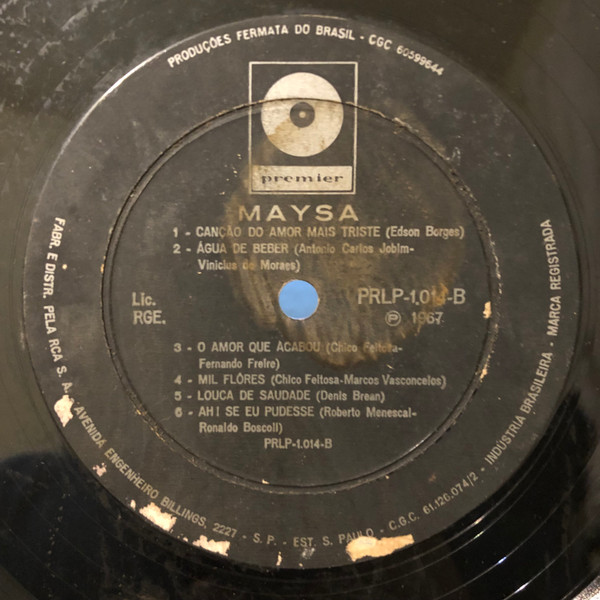 PRODUÇÕES FERMATA DO BRASIL - CGC 60599644
premier
MAYSA
1 - CANÇÃO DO AMOR MAIS TRISTE (Edson Borges)
2 - ÁGUA DE BEBER (Antonio Carlos Jobim-
Vinicius de Moraes)
Lic.
RGE.
PRLP-1.014-B
Ⓟ 1967
3 - O AMOR QUE ACABOU (Chico Feitosa-
Fernando Freire)
4 - MIL FLÔRES (Chico Feitosa-Marcos Vasconcelos)
5 - LOUCA DE SAUDADE (Denis Brean)
6 - AH! SE EU PUDESSE (Roberto Menescal-
Ronaldo Boscoli)
PRLP-1.014-B
FABR. E DISTR. PELA RCA S. A. - AVENIDA ENGENHEIRO BILLINGS, 2227 - S. P. - EST. S. PAULO - C.G.C. 61.120.074/2 - INDÚSTRIA BRASILEIRA - MARCA REGISTRADA